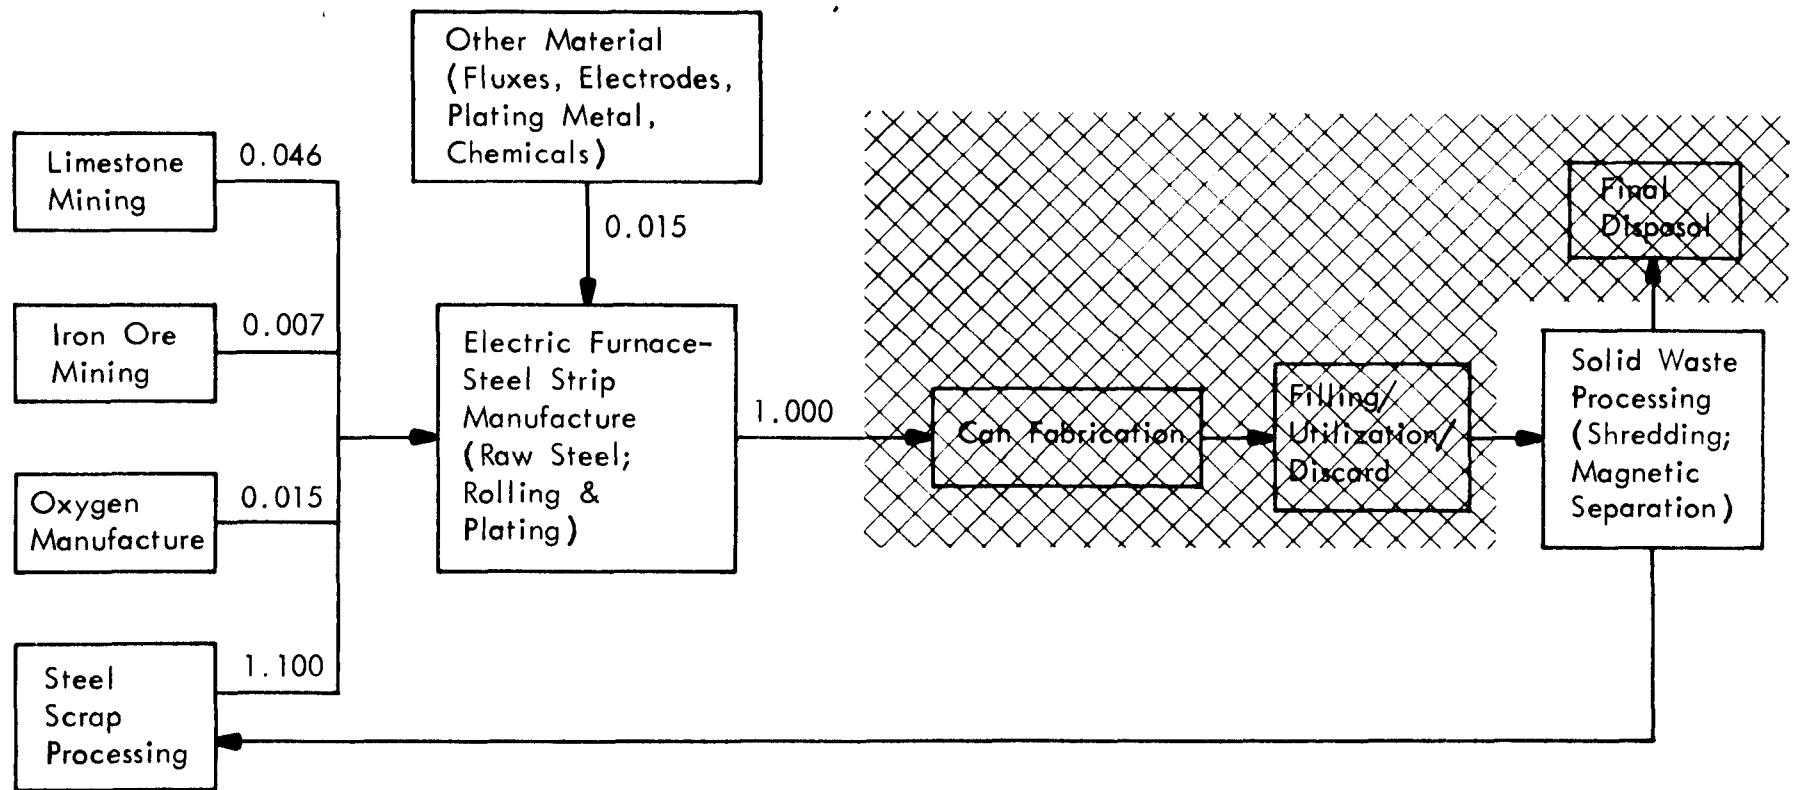 Other Material
(Fluxes, Electrodes,
Plating Metal,
Chemicals)
0.015
Limestone
Mining
0.046
Iron Ore
Mining
0.007
Oxygen
Manufacture
0.015
Steel
Scrap
Processing
1.100
Electric Furnace-
Steel Strip
Manufacture
(Raw Steel;
Rolling &
Plating)
1.000
Can Fabrication
Filling/
Utilization/
Discard
Final
Disposal
Solid Waste
Processing
(Shredding;
Magnetic
Separation)